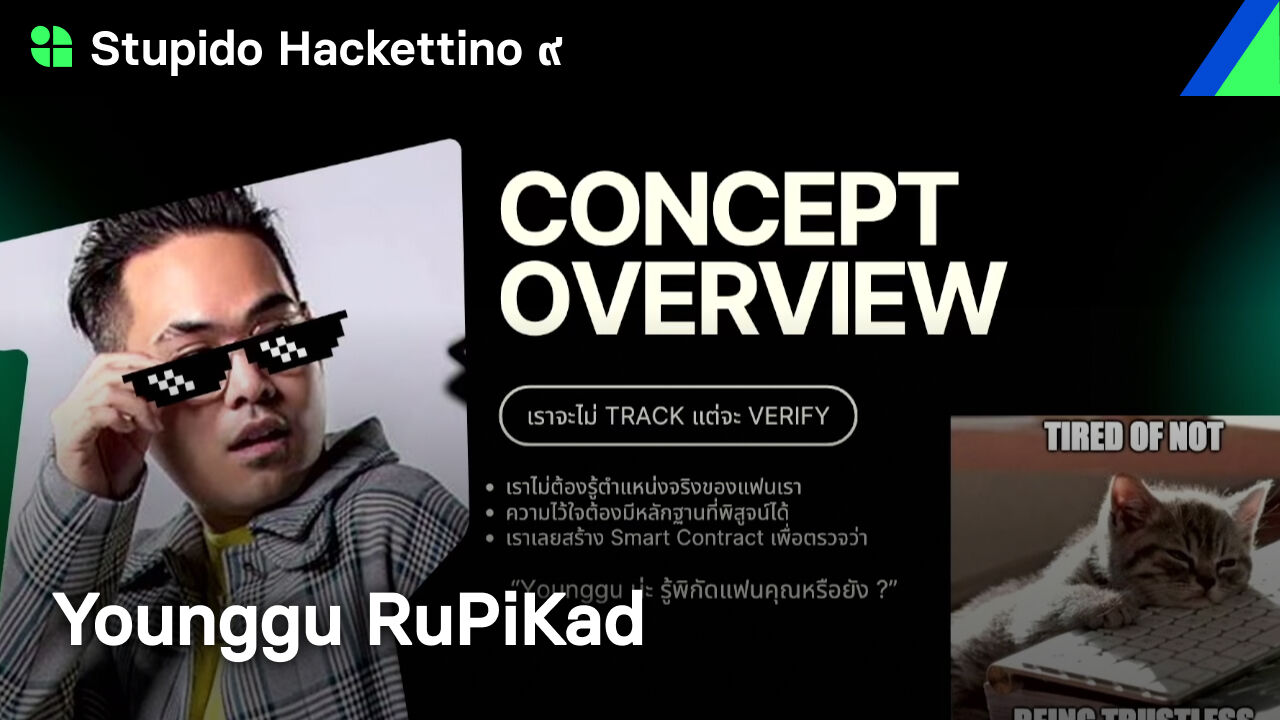 Stupido Hackettino ๙
CONCEPT
OVERVIEW
เราจะไม่ TRACK แต่จะ VERIFY
• เราไม่ต้องรู้ตำแหน่งจริงของแฟนเรา
• ความไว้ใจต้องมีหลักฐานที่พิสูจน์ได้
• เราเลยสร้าง Smart Contract เพื่อตรวจว่า
“Younggu น่ะ รู้พิกัดแฟนคุณหรือยัง ?”
Younggu RuPiKad
TIRED OF NOT
BEING TRUSTLESS